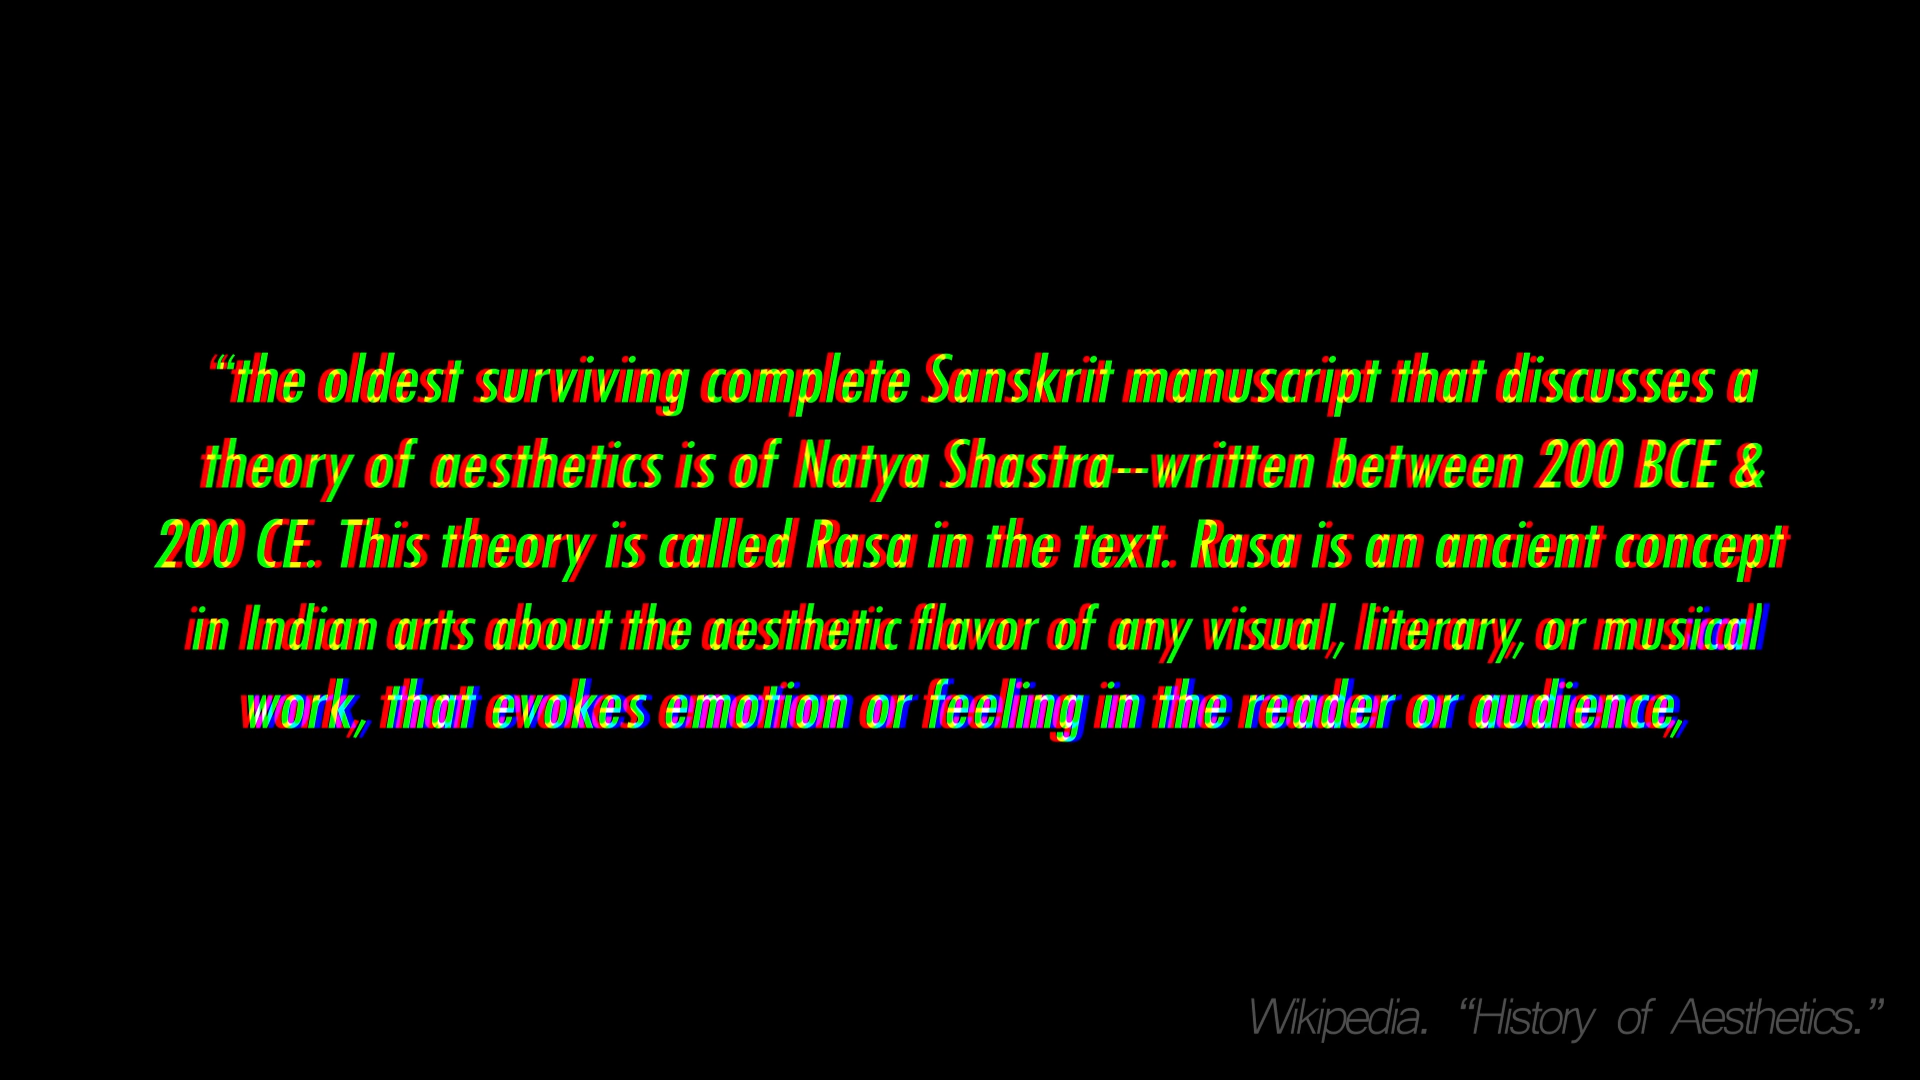 “the oldest surviving complete Sanskrit manuscript that discusses a
theory of aesthetics is of Natya Shastra--written between 200 BCE &
200 CE. This theory is called Rasa in the text. Rasa is an ancient concept
in Indian arts about the aesthetic flavor of any visual, literary, or musical
work, that evokes emotion or feeling in the reader or audience,
Wikipedia. “History of Aesthetics.”